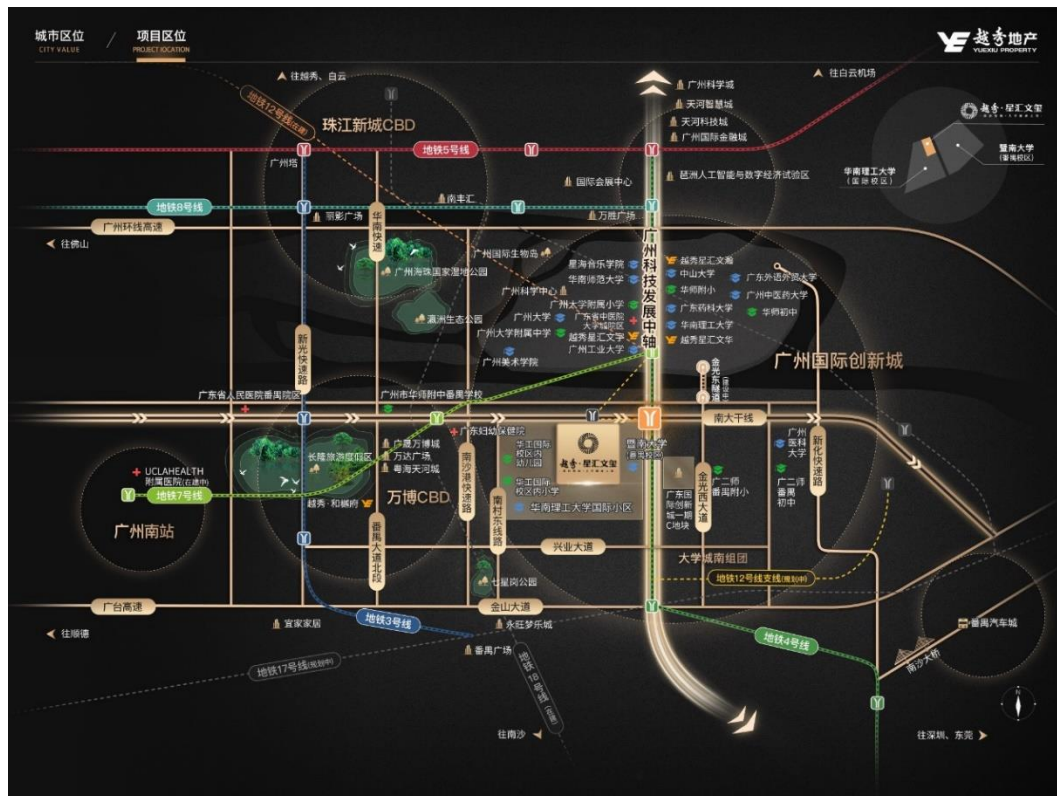 城市区位
CITY VALUE
/
项目区位
PROJECT LOCATION
越秀地产
YUEXIU PROPERTY
往越秀、白云
往白云机场
地铁12号线(在建)
珠江新城CBD
广州科学城
天河智慧城
天河科技城
广州国际金融城
越秀·星汇文玺
暨南大学
(番禺校区)
华南理工大学
(国际校区)
地铁5号线
广州塔
国际会展中心
琶洲人工智能与数字经济试验区
南丰汇
地铁8号线
丽影广场
万胜广场
华南快速
广州环线高速
往佛山
广州科技发展中轴
广州国际生物岛
星海音乐学院
越秀星汇文瀚
广州海珠国家湿地公园
华南师范大学
中山大学
广东外语外贸大学
广州科学中心
华师附小
广州中医药大学
瀛洲生态公园
广州大学附属小学
广东药科大学
华师初中
广州大学
广东省中医院
大学城院区
华南理工大学
广州大学附属中学
越秀星汇文宇
越秀星汇文华
广州工业大学
广州美术学院
新光快速路
广州国际创新城
金光东隧道
(建设中)
广东省人民医院番禺院区
广州市华师附中番禺学校
南大干线
广东妇幼保健院
越秀·星汇文玺
暨南大学
(番禺校区)
广州医科大学
新化快速路
广晟万博城
华工国际
校区内
幼儿园
万达广场
长隆旅游度假区
粤海天河城
UCLAHEALTH
附属医院(在建中)
南沙港快速路
华工国际
校区内小学
广二师
番禺
附小
广二师
番禺
初中
金光西大道
地铁7号线
越秀·和樾府
万博CBD
南村东线路
华南理工大学国际小区
广东国际创新城一期C地块
广州南站
番禺大道北段
兴业大道
大学城南组团
七星岗公园
地铁12号线支线(规划中)
广台高速
金山大道
地铁3号线
宜家家居
永旺梦乐城
地铁4号线
番禺汽车城
往顺德
番禺广场
南沙大桥
地铁17号线(规划中)
地铁18号线(在建)
N
往南沙
往深圳、东莞